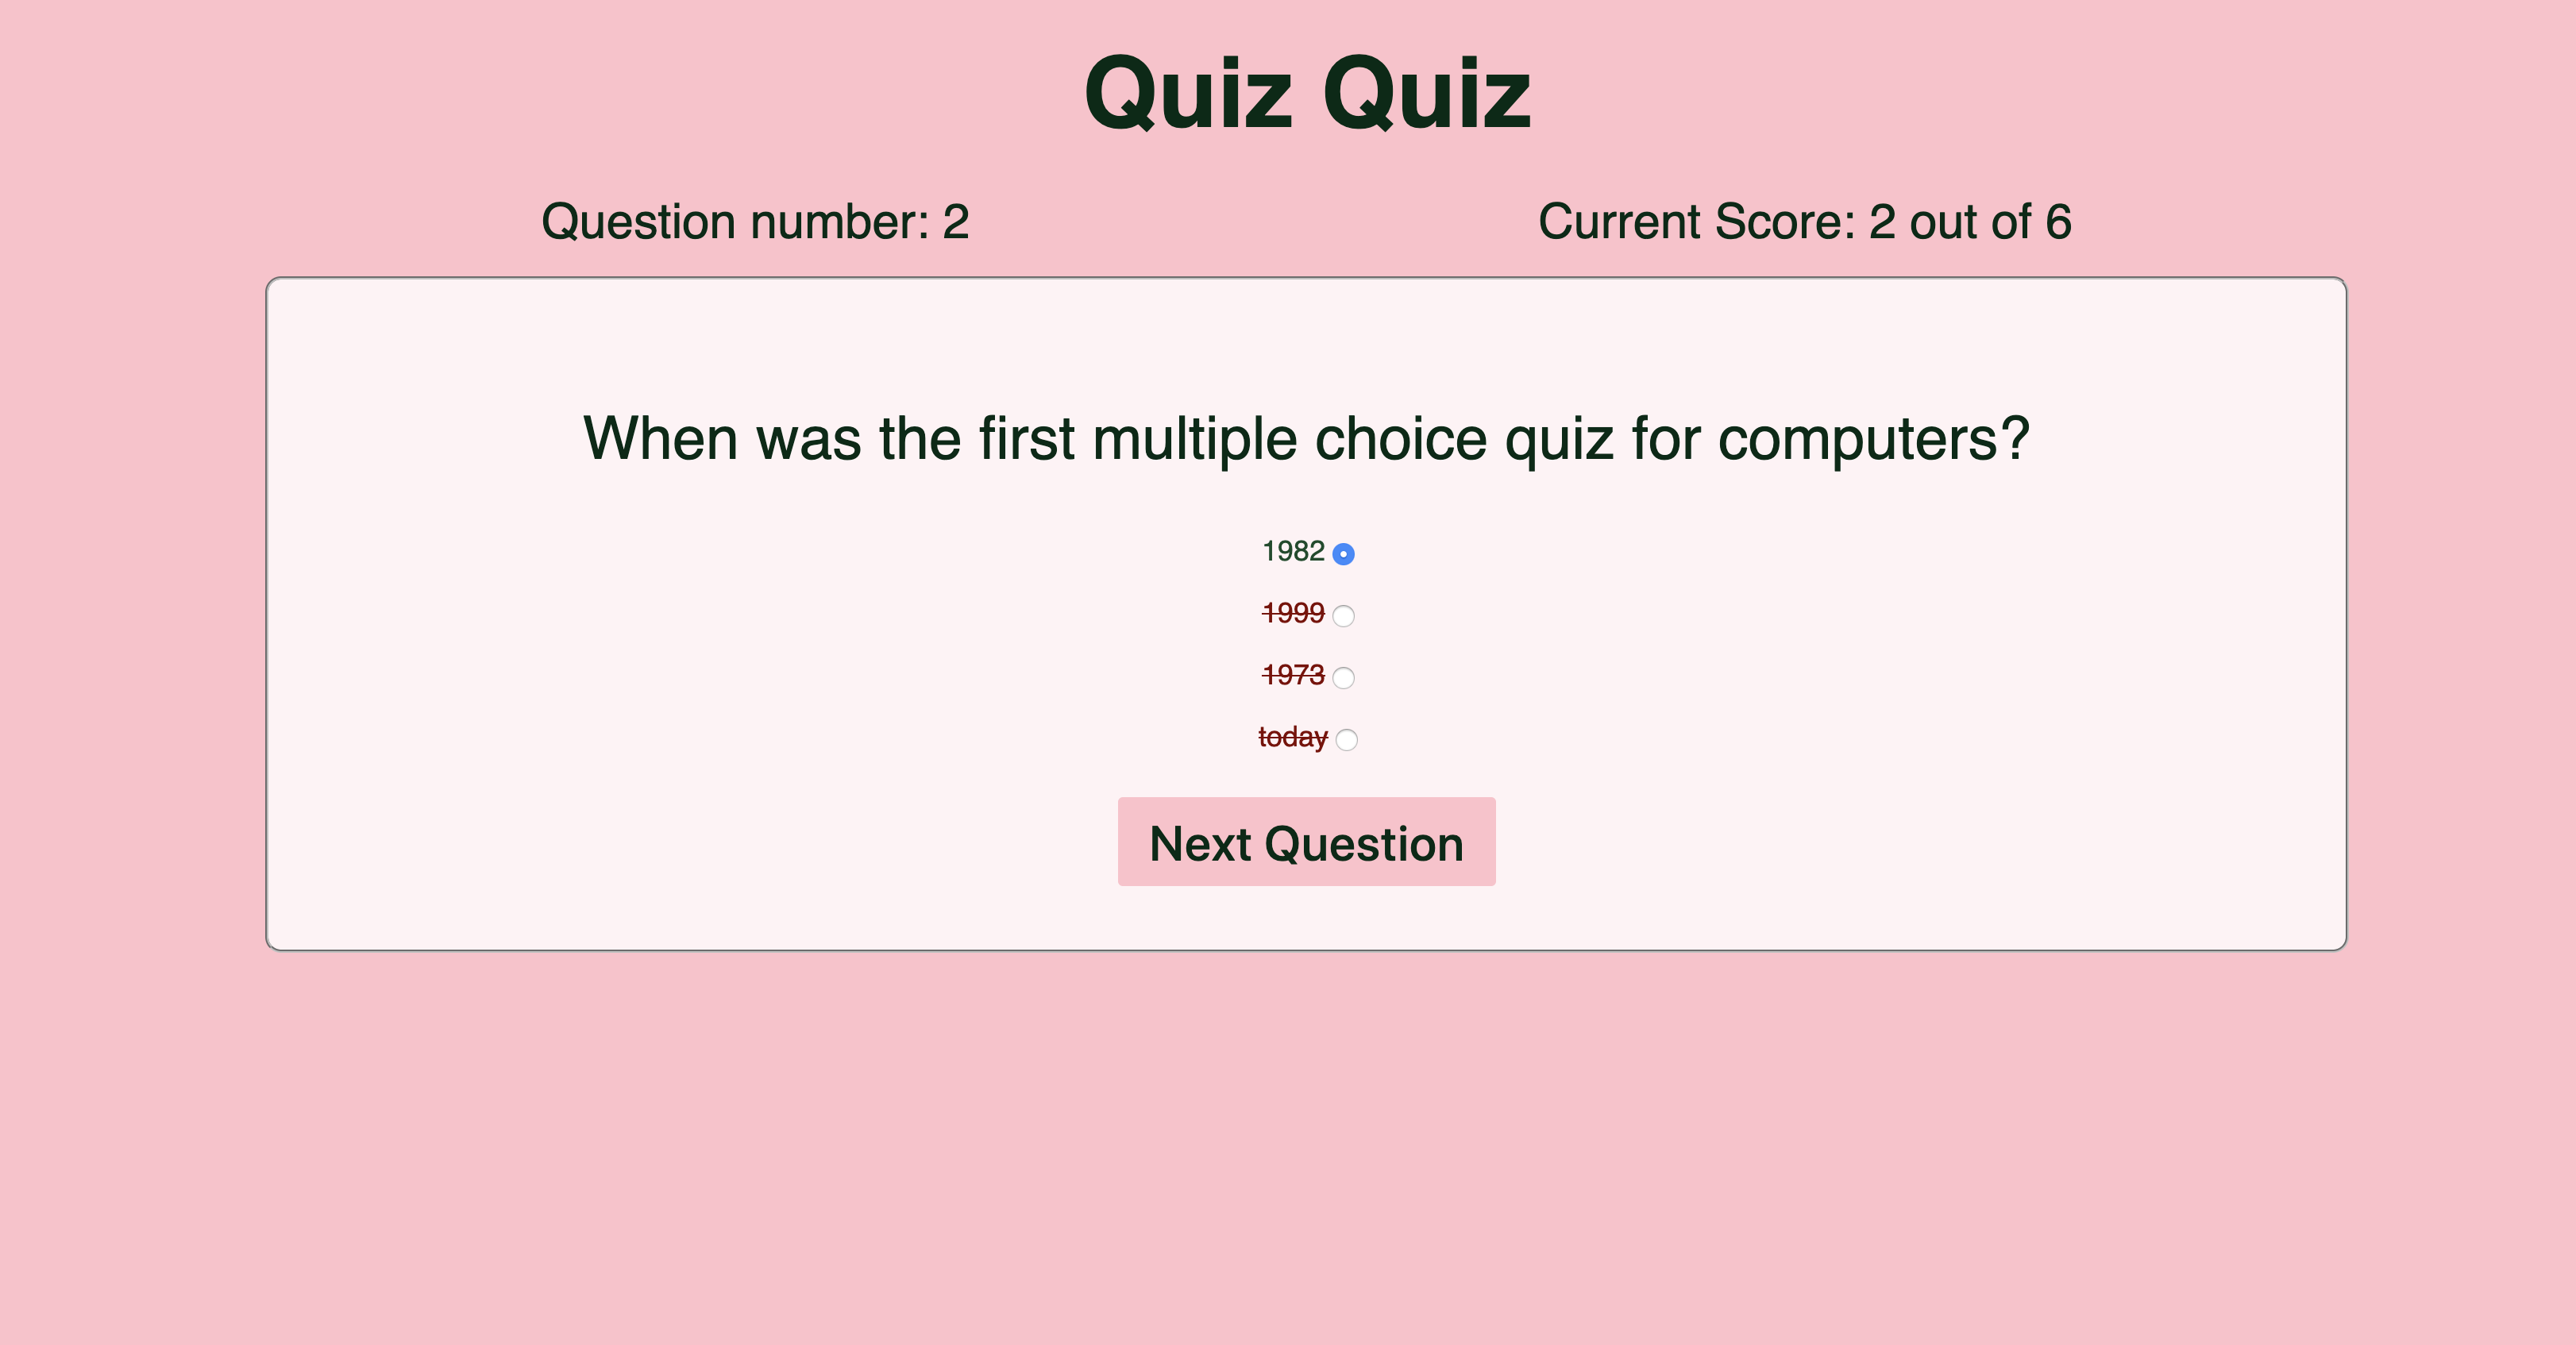 Quiz Quiz
Question number: 2
Current Score: 2 out of 6
When was the first multiple choice quiz for computers?
1982
1999
1973
today
Next Question